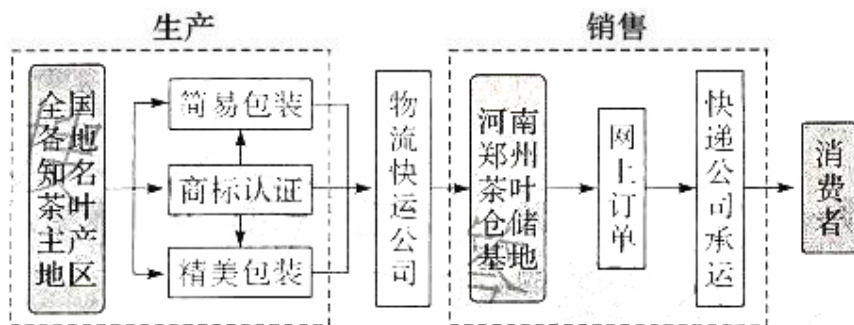 生产
销售
全国各地知名茶叶主产地区
简易包装
商标认证
精美包装
物流快运公司
河南郑州茶叶仓储基地
网上订单
快递公司承运
消费者